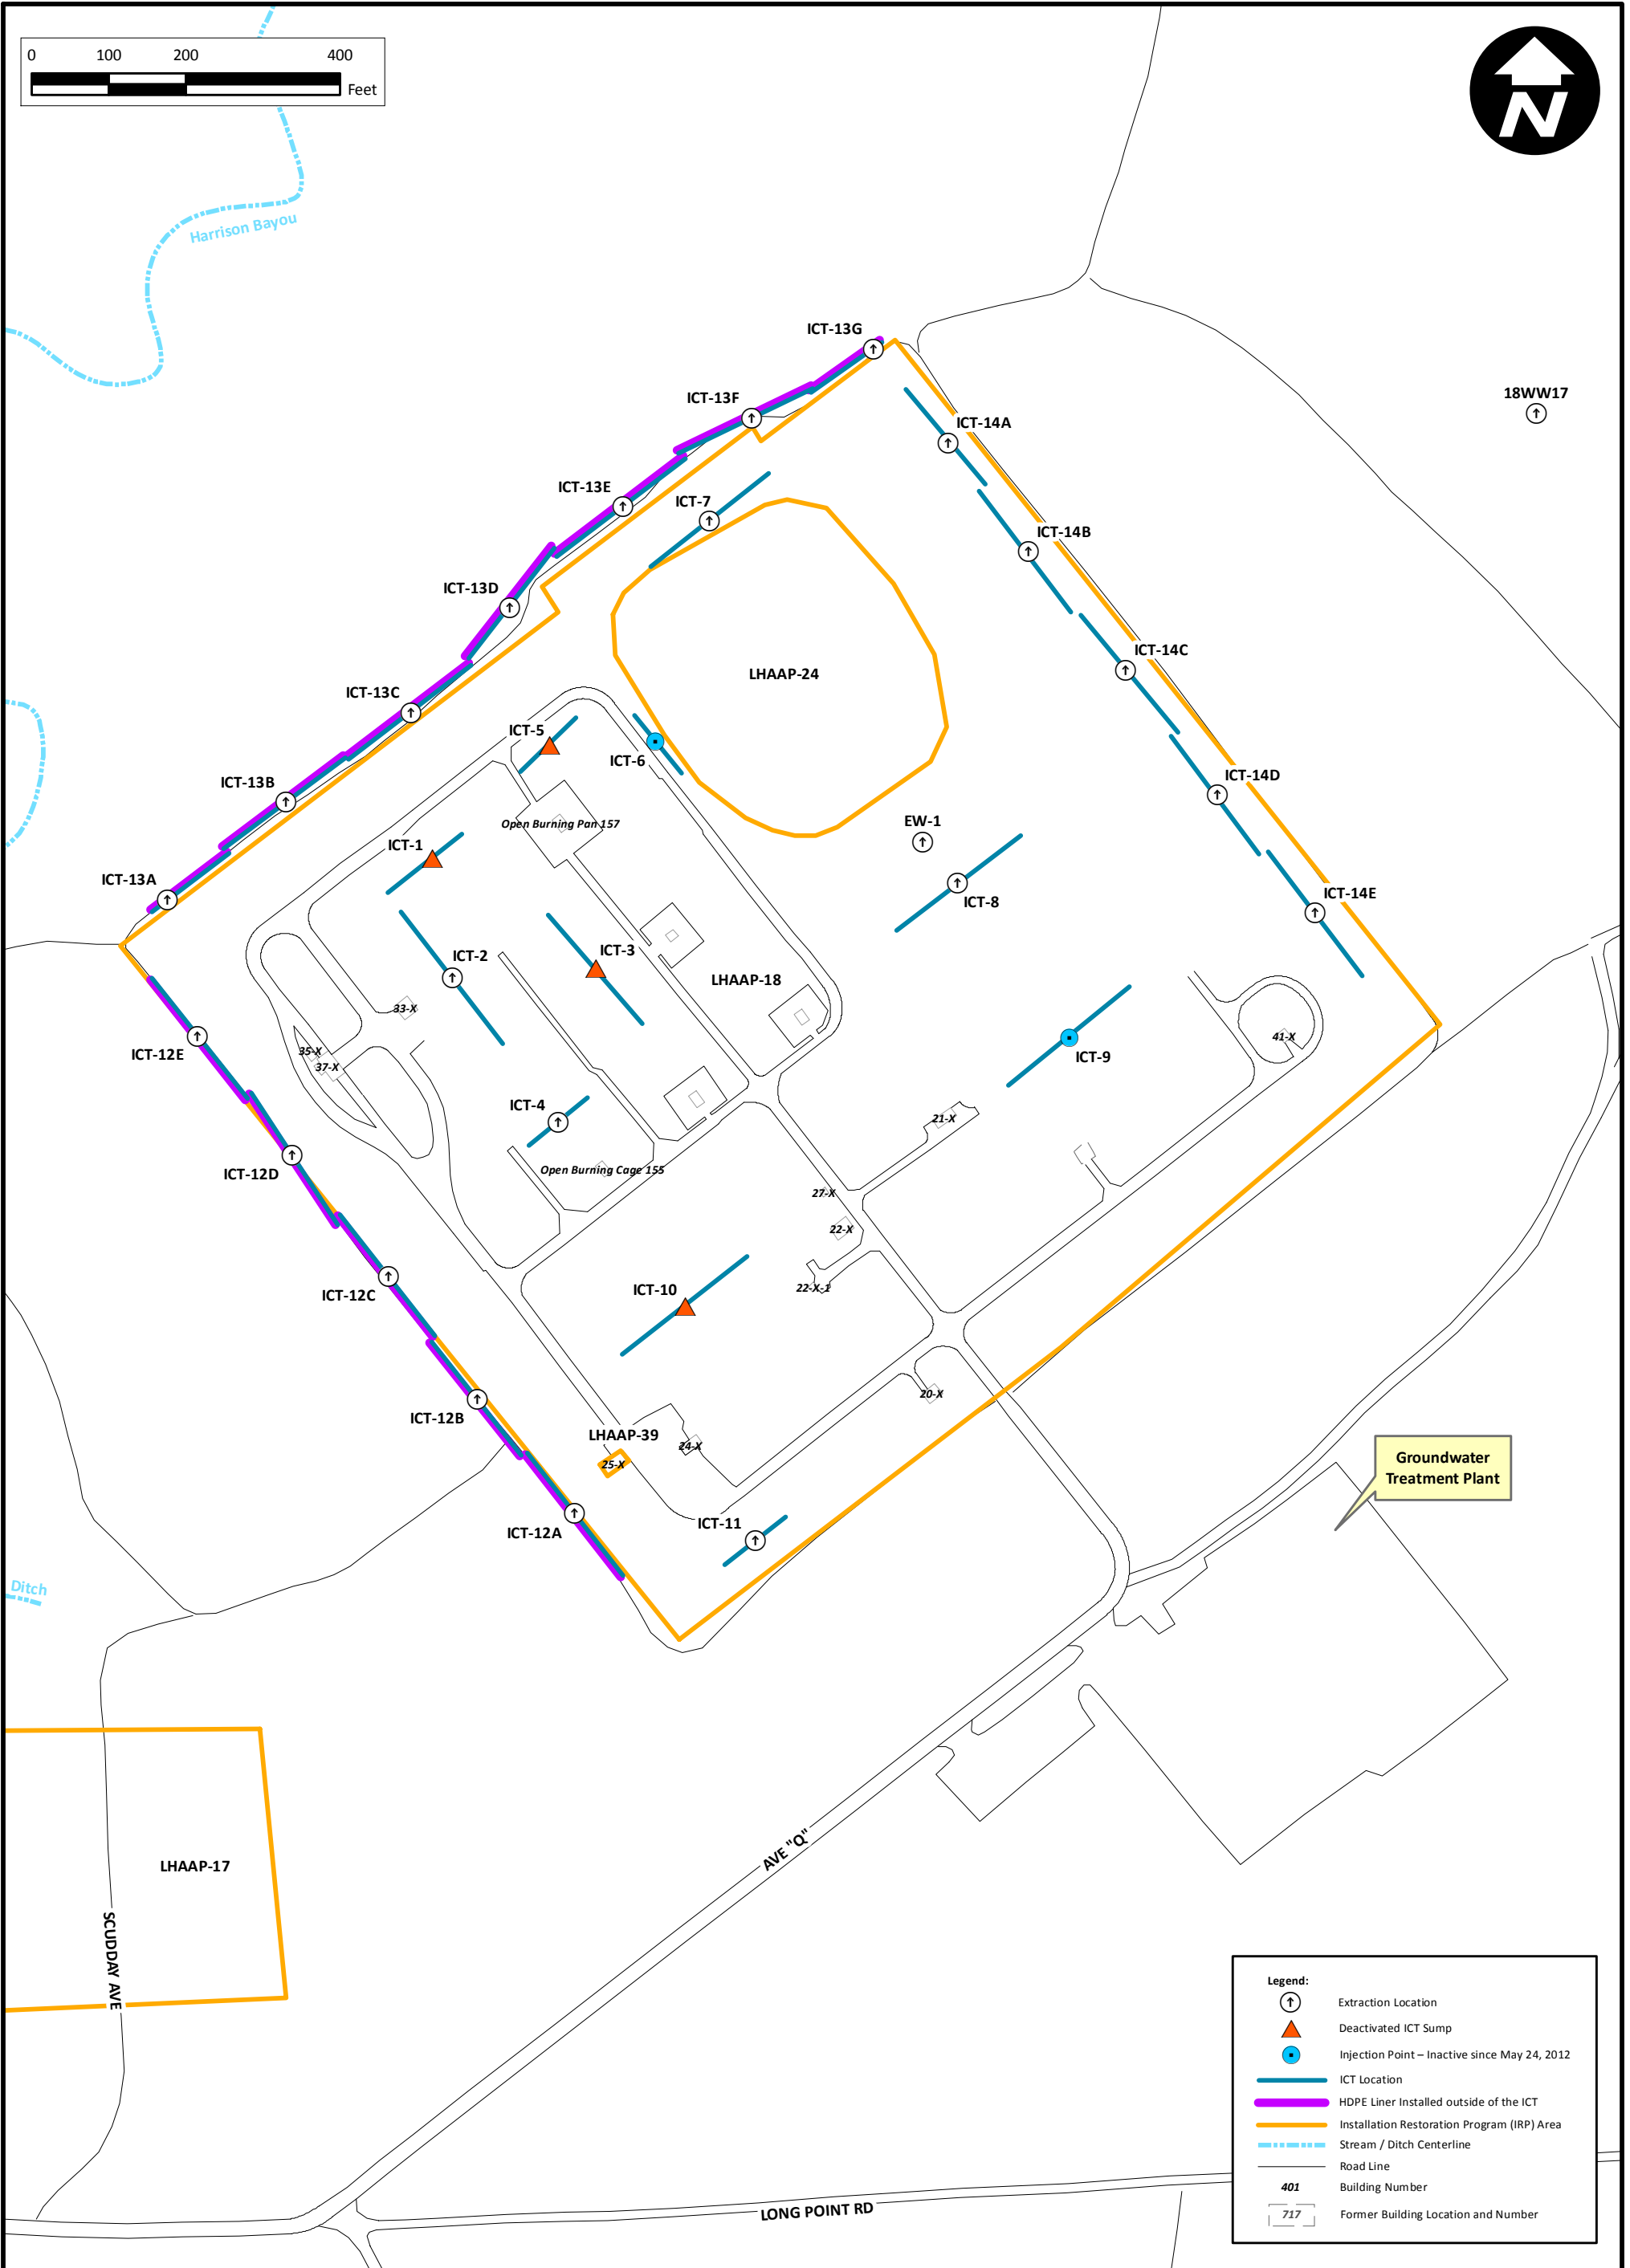 0 100 200 400
Feet
N
Harrison Bayou
ICT-13G
ICT-13F
18WW17
ICT-14A
ICT-13E
ICT-7
ICT-14B
ICT-13D
ICT-14C
LHAAP-24
ICT-13C
ICT-5
ICT-6
ICT-14D
ICT-13B
Open Burning Pan 157
EW-1
ICT-1
ICT-13A
ICT-14E
ICT-8
ICT-2
ICT-3
LHAAP-18
33-X
41-X
35-X
ICT-12E
ICT-9
37-X
ICT-4
21-X
ICT-12D
Open Burning Cage 155
27-X
22-X
ICT-10
22-X-1
ICT-12C
20-X
ICT-12B
LHAAP-39
24-X
25-X
Groundwater
Treatment Plant
ICT-11
ICT-12A
Ditch
AVE "Q"
LHAAP-17
SCUDDAY AVE
LONG POINT RD
Legend:
Extraction Location
Deactivated ICT Sump
Injection Point – Inactive since May 24, 2012
ICT Location
HDPE Liner Installed outside of the ICT
Installation Restoration Program (IRP) Area
Stream / Ditch Centerline
Road Line
401 Building Number
717 Former Building Location and Number